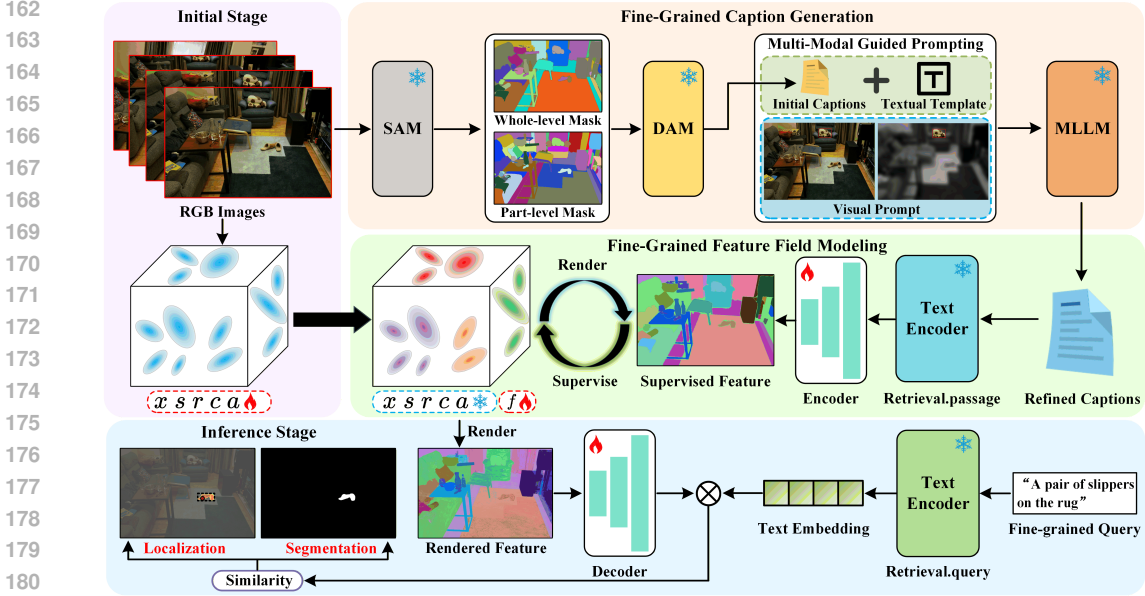 162
163
164
165
166
167
168
169
170
171
172
173
174
175
176
177
178
179
180
Initial Stage
RGB Images
x s r c a
Fine-Grained Caption Generation
SAM
Whole-level Mask
Part-level Mask
DAM
Multi-Modal Guided Prompting
Initial Captions
T
Textual Template
Visual Prompt
MLLM
Fine-Grained Feature Field Modeling
x s r c a
f
Render
Supervise
Supervised Feature
Encoder
Text
Encoder
Retrieval.passage
Refined Captions
Inference Stage
Localization
Segmentation
Similarity
Render
Rendered Feature
Decoder
Text Embedding
Text
Encoder
Retrieval.query
“A pair of slippers
on the rug”
Fine-grained Query